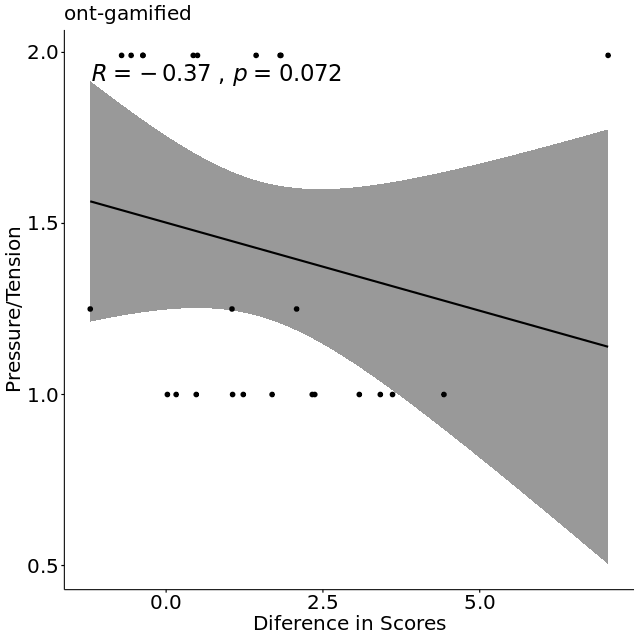 ont-gamified
R = −0.37 , p = 0.072
2.0
1.5
1.0
0.5
Pressure/Tension
0.0 2.5 5.0
Diference in Scores